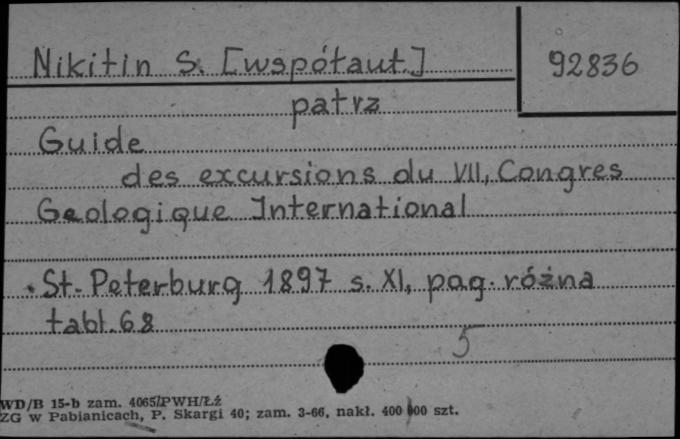 Nikitin S. [współaut.]
92836
patrz
Guide
des excursions du VII, Congres
Geologique International
St. Peterburg 1897 s. XI, pag. różna
tabl. 68
5
WD/B 15-b zam. 4065/PWH/Łź
ZG w Pabianicach, P. Skargi 40; zam. 3-66, nakł. 400 000 szt.